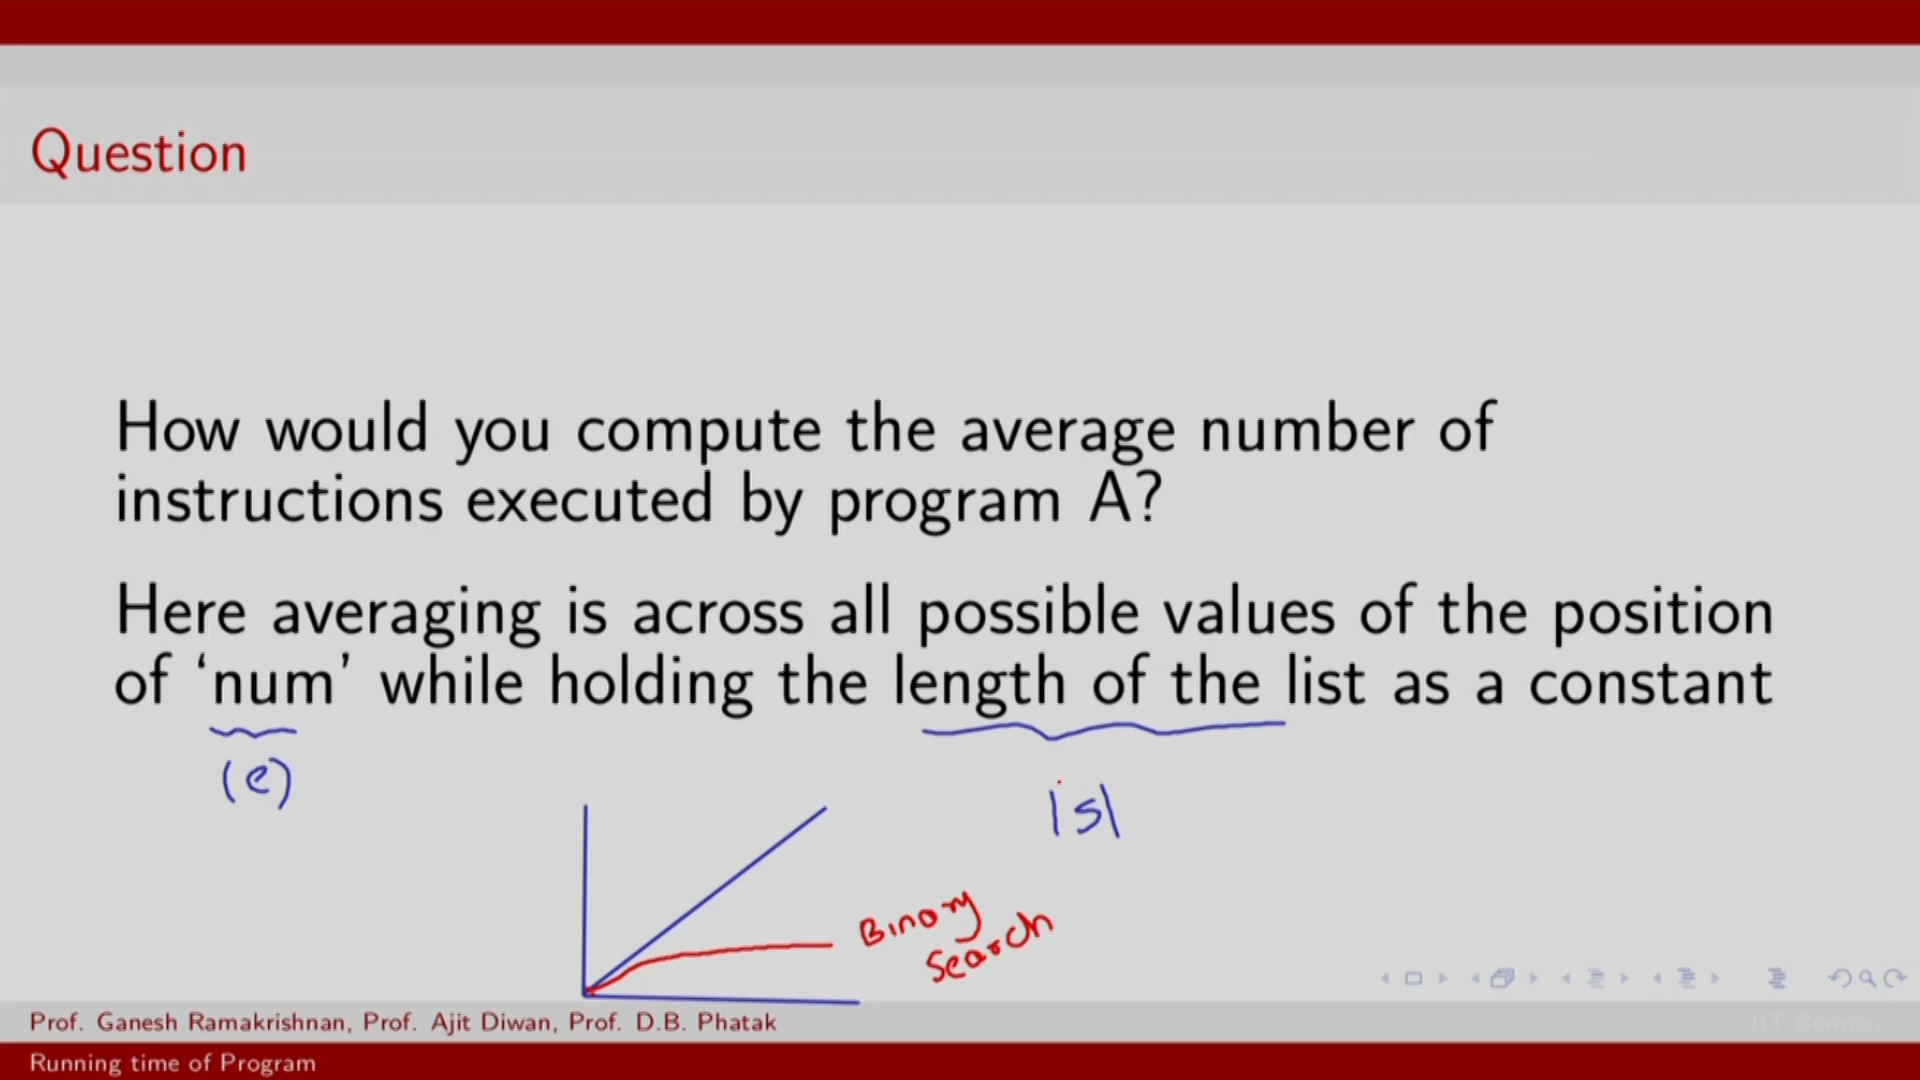 Question
How would you compute the average number of
instructions executed by program A?
Here averaging is across all possible values of the position
of ‘num’ while holding the length of the list as a constant
(e)
|s|
Binary
Search
Prof. Ganesh Ramakrishnan, Prof. Ajit Diwan, Prof. D.B. Phatak
IIT Bombay
Running time of Program